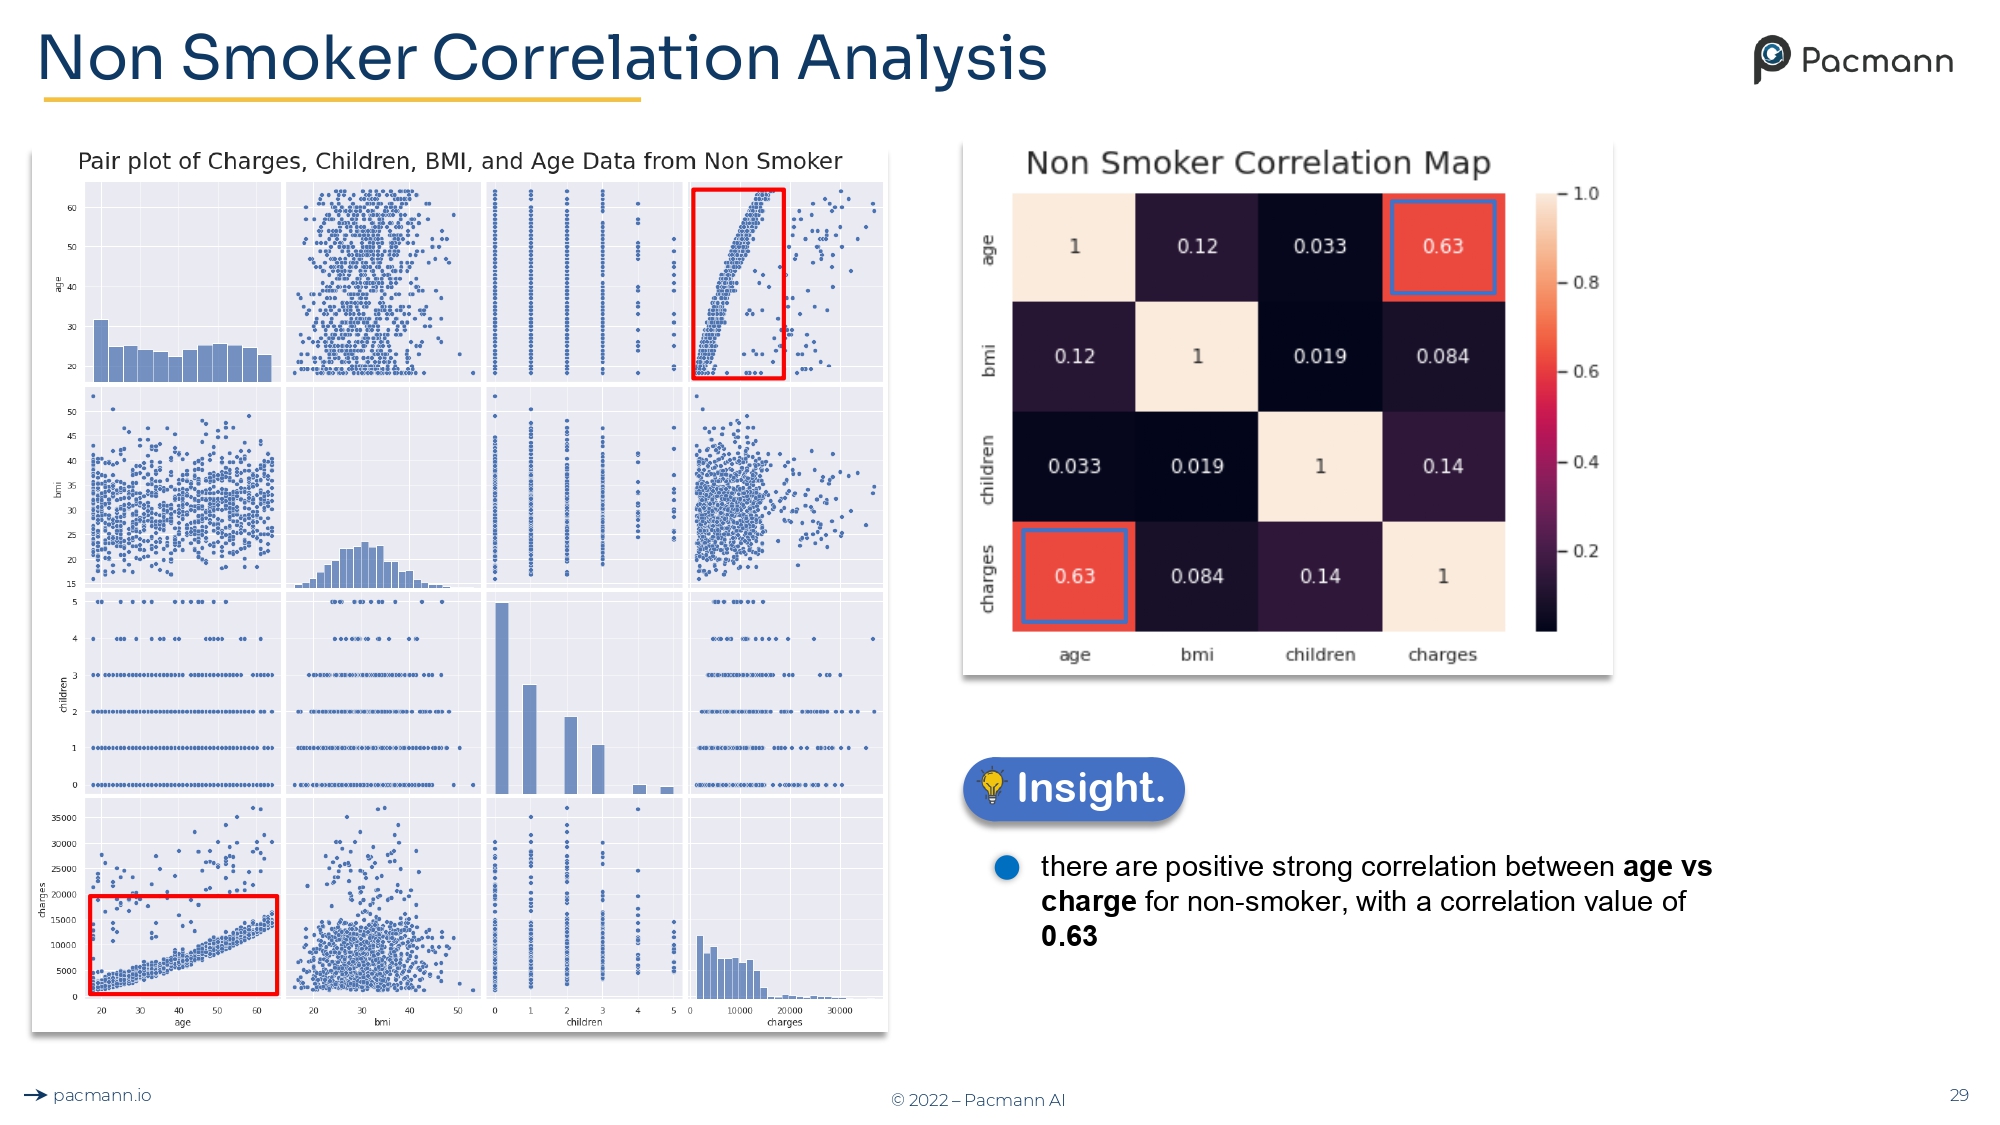 Non Smoker Correlation Analysis
Pacmann
Pair plot of Charges, Children, BMI, and Age Data from Non Smoker
60
50
40
30
20
age
50
45
40
35
30
25
20
15
bmi
5
4
3
2
1
0
children
35000
30000
25000
20000
15000
10000
5000
0
charges
20 30 40 50 60
age
20 30 40 50
bmi
0 1 2 3 4 5
children
0 10000 20000 30000
charges
Non Smoker Correlation Map
age 1 0.12 0.033 0.63
bmi 0.12 1 0.019 0.084
children 0.033 0.019 1 0.14
charges 0.63 0.084 0.14 1
age bmi children charges
1.0
0.8
0.6
0.4
0.2
Insight.
there are positive strong correlation between age vs
charge for non-smoker, with a correlation value of
0.63
pacmann.io
© 2022 – Pacmann AI
29